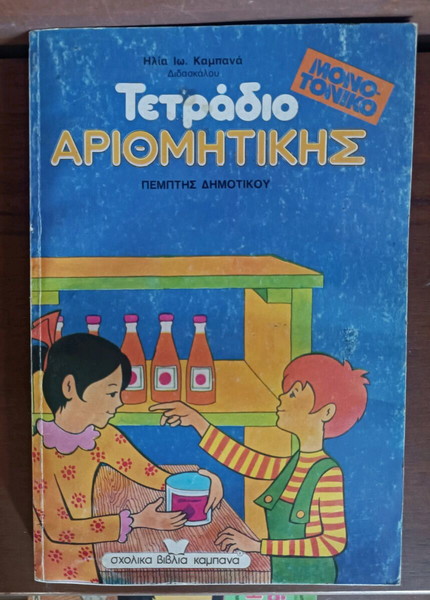 Ηλία Ιω. Καμπανά
Διδασκάλου
ΜΟΝΟ-
ΤΟΝΙΚΟ
Τετράδιο
ΑΡΙΘΜΗΤΙΚΗΣ
ΠΕΜΠΤΗΣ ΔΗΜΟΤΙΚΟΥ
σχολικα βιβλια καμπανα